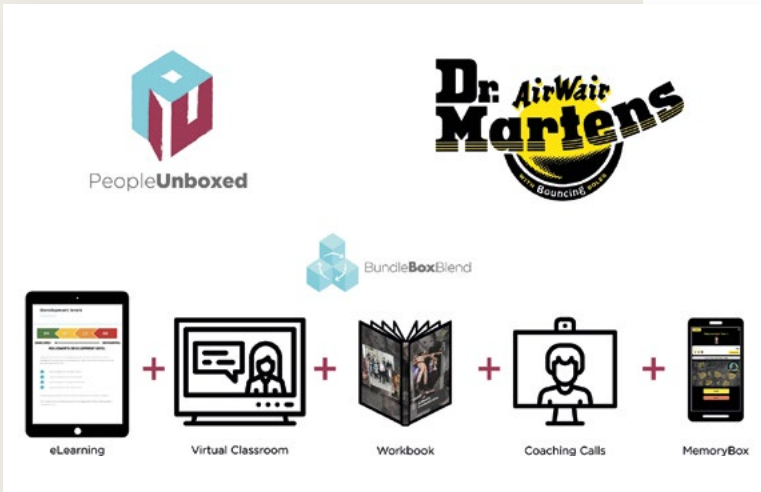 Dr. AirWair
Martens
WITH Bouncing SOLES
PeopleUnboxed
BundleBoxBlend
eLearning + Virtual Classroom + Workbook + Coaching Calls + MemoryBox